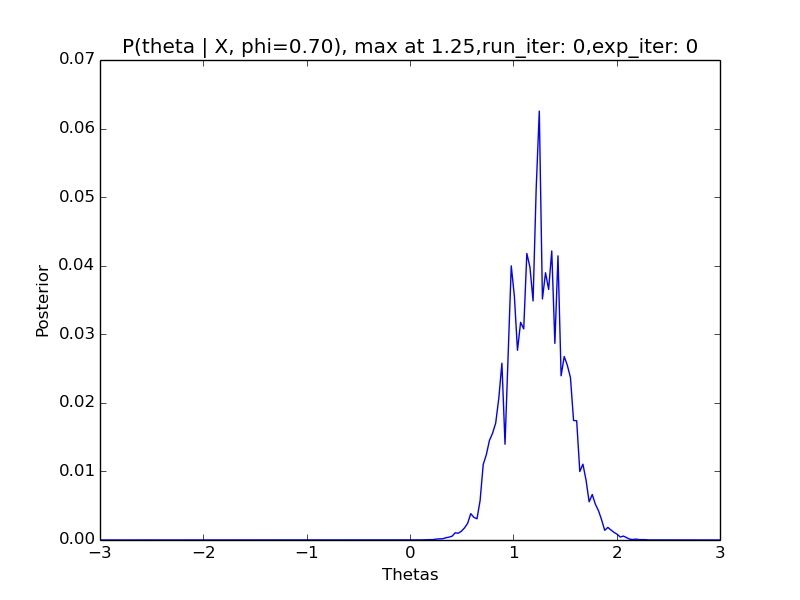 P(theta | X, phi=0.70), max at 1.25,run_iter: 0,exp_iter: 0
0.07
0.06
0.05
0.04
0.03
0.02
0.01
0.00
Posterior
−3 −2 −1 0 1 2 3
Thetas